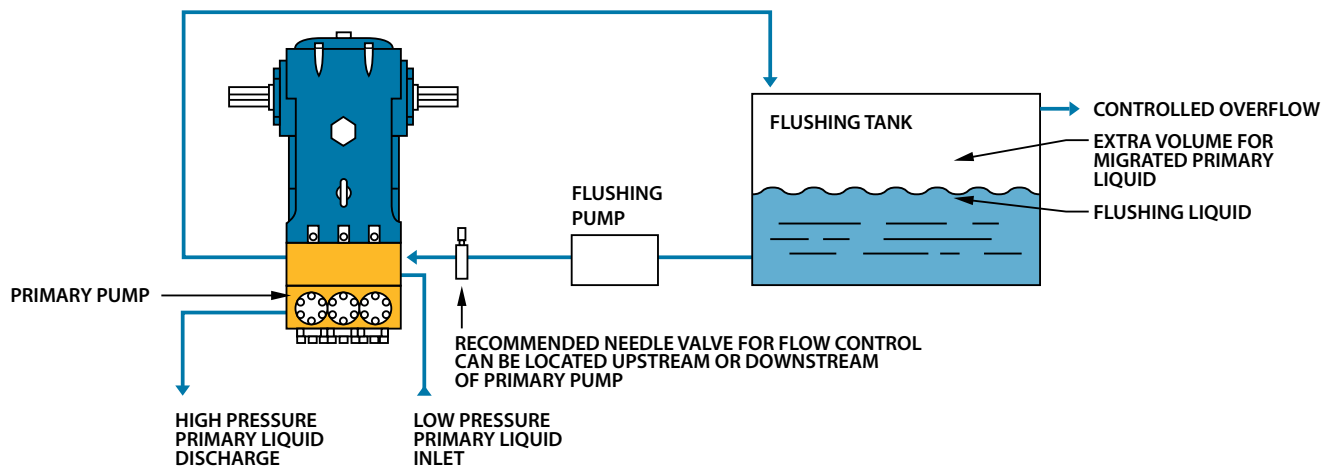 FLUSHING TANK
CONTROLLED OVERFLOW
EXTRA VOLUME FOR
MIGRATED PRIMARY
LIQUID
FLUSHING LIQUID
FLUSHING
PUMP
PRIMARY PUMP
RECOMMENDED NEEDLE VALVE FOR FLOW CONTROL
CAN BE LOCATED UPSTREAM OR DOWNSTREAM
OF PRIMARY PUMP
HIGH PRESSURE
PRIMARY LIQUID
DISCHARGE
LOW PRESSURE
PRIMARY LIQUID
INLET